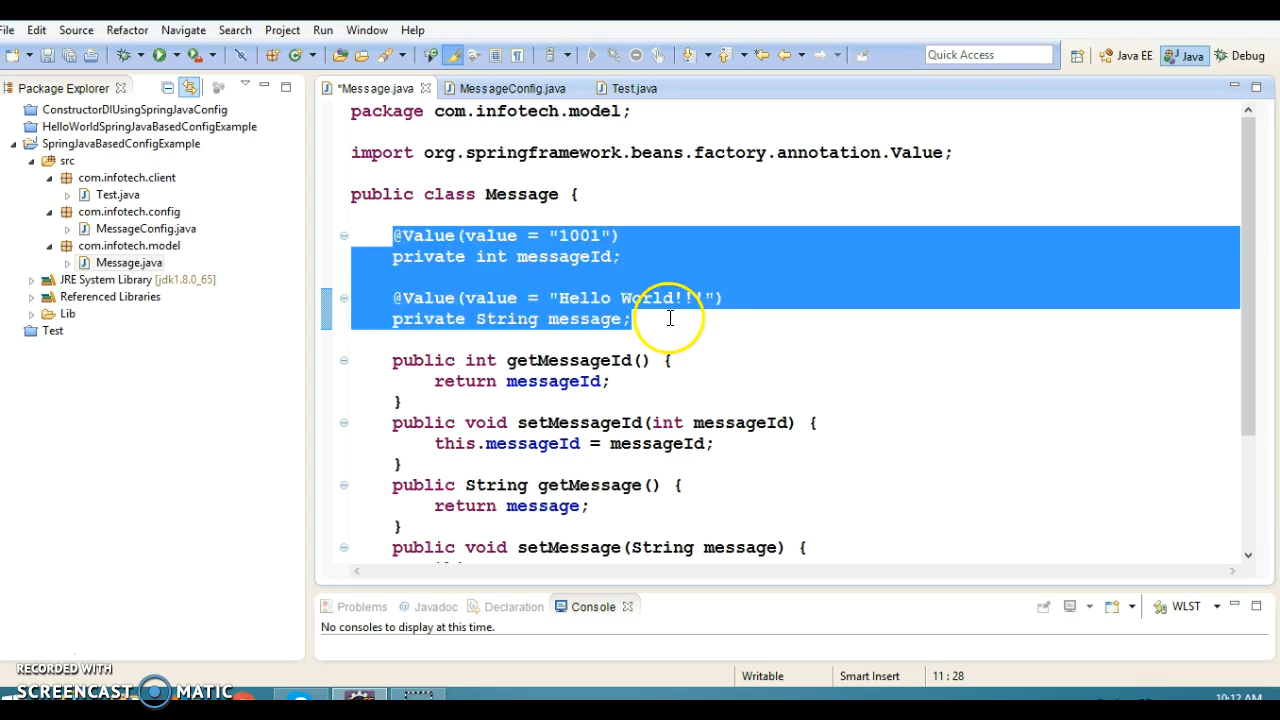 File Edit Source Refactor Navigate Search Project Run Window Help
Quick Access Java EE Java Debug
Package Explorer
ConstructorDIUsingSpringJavaConfig
HelloWorldSpringJavaBasedConfigExample
SpringJavaBasedConfigExample
src
com.infotech.client
Test.java
com.infotech.config
MessageConfig.java
com.infotech.model
Message.java
JRE System Library [jdk1.8.0_65]
Referenced Libraries
Lib
Test
*Message.java MessageConfig.java Test.java
package com.infotech.model;
import org.springframework.beans.factory.annotation.Value;
public class Message {
@Value(value = "1001")
private int messageId;
@Value(value = "Hello World!!!")
private String message;
public int getMessageId() {
return messageId;
}
public void setMessageId(int messageId) {
this.messageId = messageId;
}
public String getMessage() {
return message;
}
public void setMessage(String message) {
Problems Javadoc Declaration Console WLST
No consoles to display at this time.
Writable Smart Insert 11 : 28
RECORDED WITH
SCREENCAST MATIC
10:12 AM